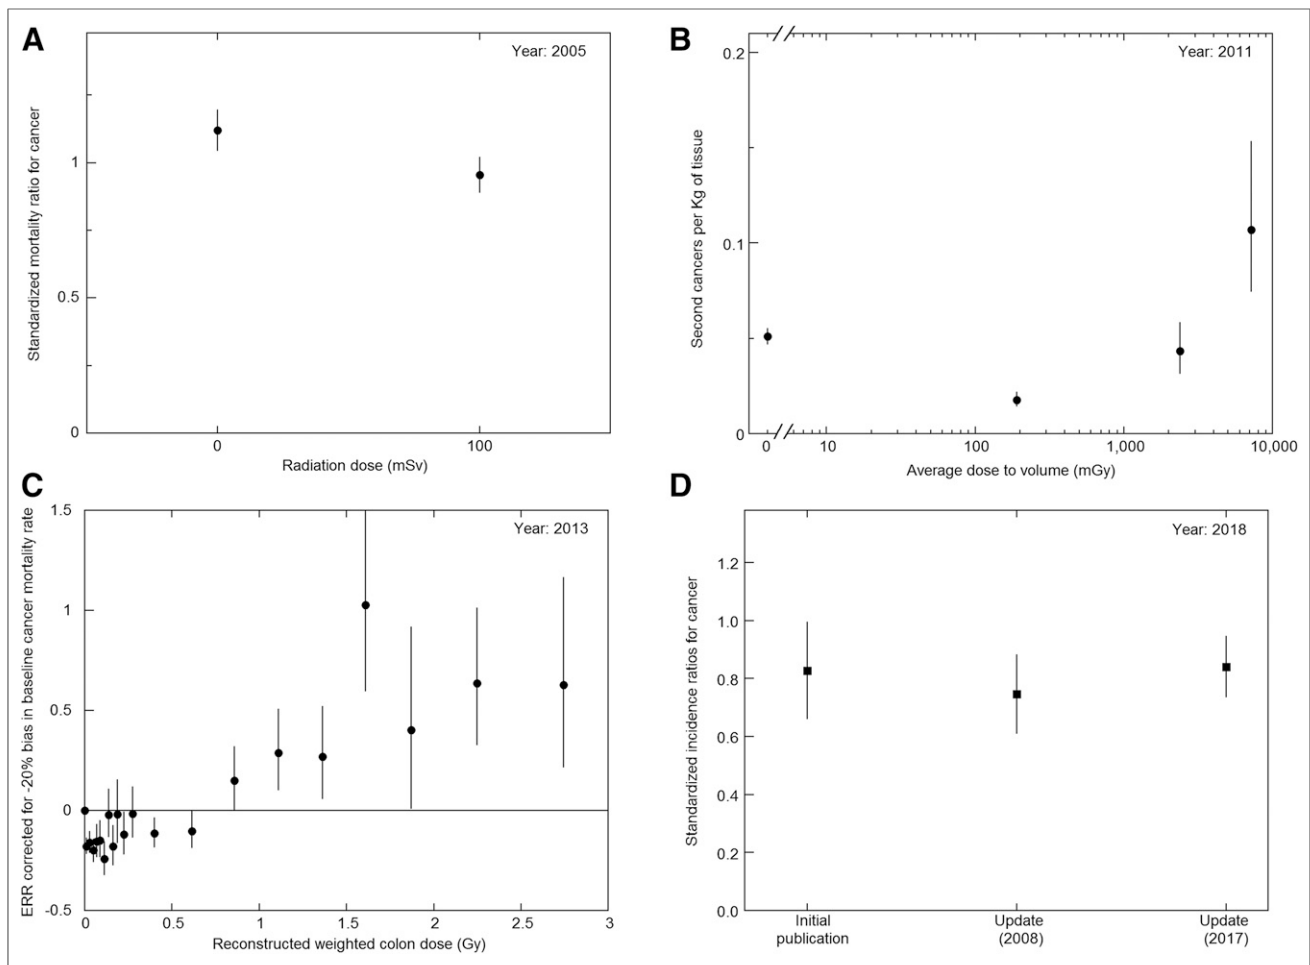 A
Year: 2005
Standardized mortality ratio for cancer
1
0.5
0
0
100
Radiation dose (mSv)
B
Year: 2011
Second cancers per Kg of tissue
0.2
0.1
0
0
10
100
1,000
10,000
Average dose to volume (mGy)
C
Year: 2013
ERR corrected for -20% bias in baseline cancer mortality rate
1.5
1
0.5
0
-0.5
0
0.5
1
1.5
2
2.5
3
Reconstructed weighted colon dose (Gy)
D
Year: 2018
Standardized incidence ratios for cancer
1.2
1.0
0.8
0.6
0.4
0.2
0.0
Initial
publication
Update
(2008)
Update
(2017)